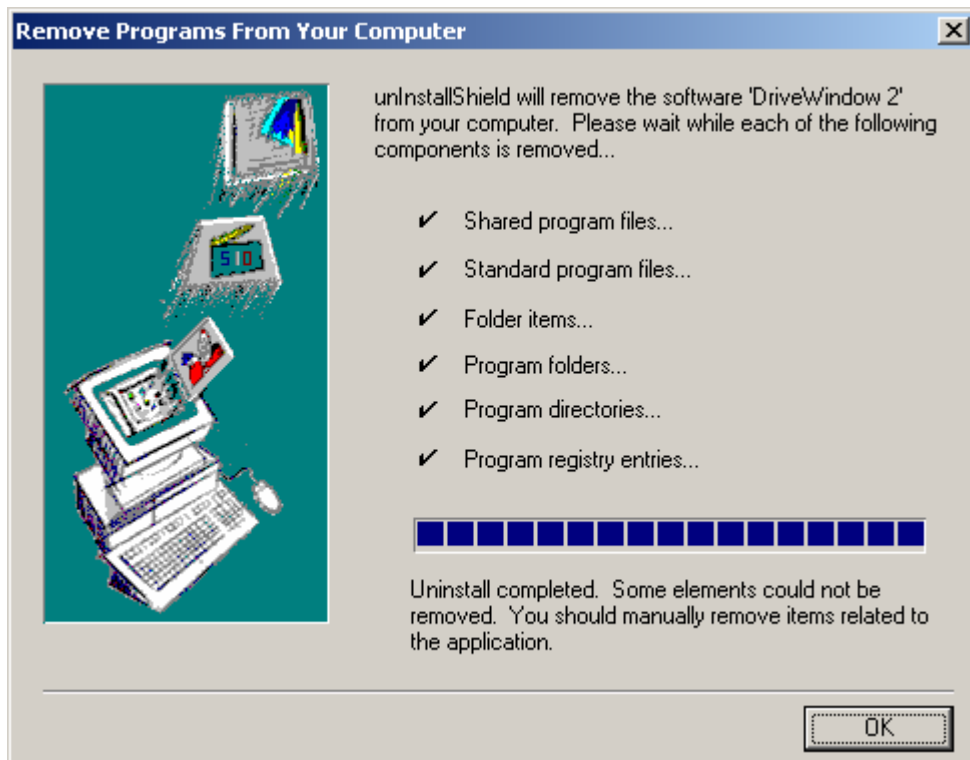 Remove Programs From Your Computer
unInstallShield will remove the software 'DriveWindow 2'
from your computer.  Please wait while each of the following
components is removed...
✔ Shared program files...
✔ Standard program files...
✔ Folder items...
✔ Program folders...
✔ Program directories...
✔ Program registry entries...
Uninstall completed.  Some elements could not be
removed.  You should manually remove items related to
the application.
OK